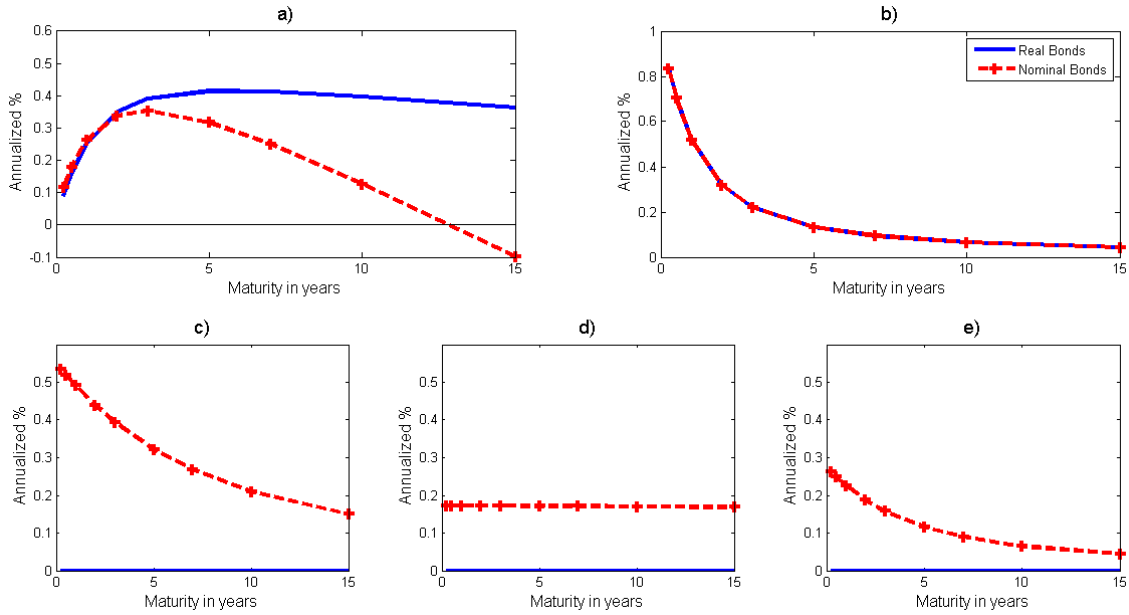 a)
0.6
0.5
0.4
0.3
0.2
0.1
0
-0.1
Annualized %
0 5 10 15
Maturity in years
b)
1
0.8
0.6
0.4
0.2
0
Annualized %
Real Bonds
Nominal Bonds
0 5 10 15
Maturity in years
c)
0.5
0.4
0.3
0.2
0.1
0
Annualized %
0 5 10 15
Maturity in years
d)
0.5
0.4
0.3
0.2
0.1
0
Annualized %
0 5 10 15
Maturity in years
e)
0.5
0.4
0.3
0.2
0.1
0
Annualized %
0 5 10 15
Maturity in years